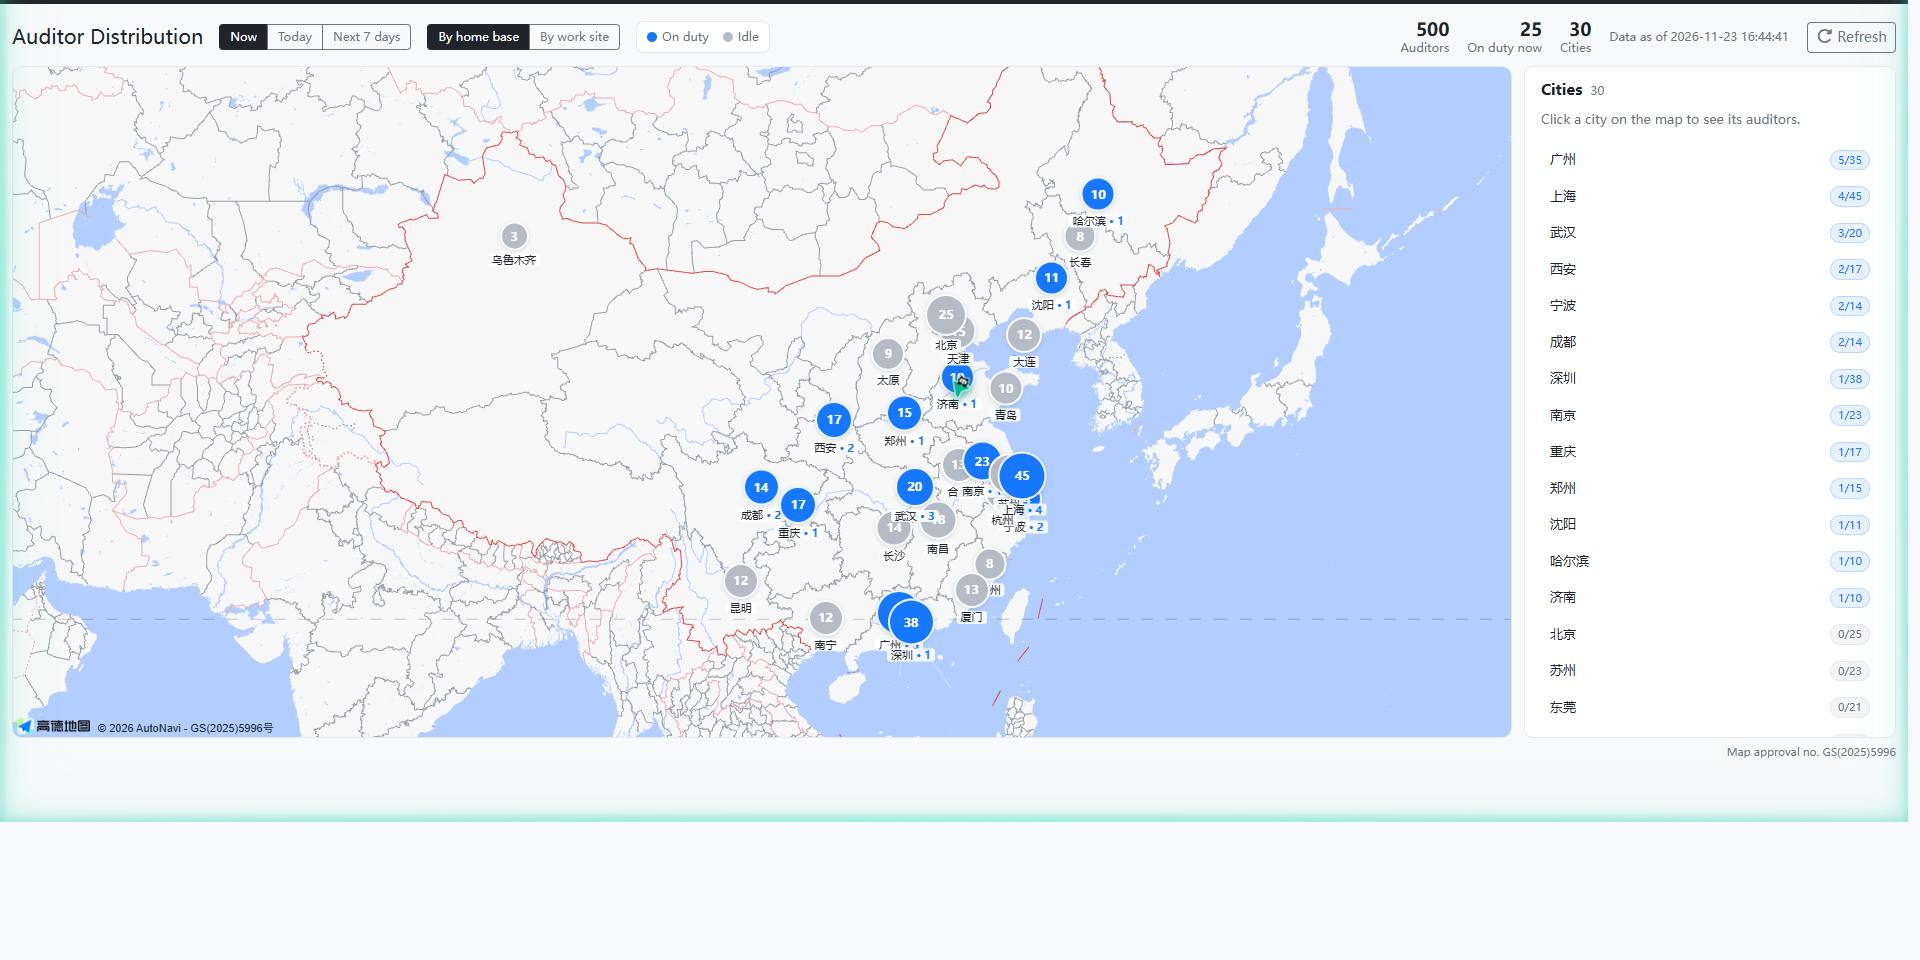 Auditor Distribution
Now Today Next 7 days
By home base By work site
On duty Idle
500 Auditors
25 On duty now
30 Cities
Data as of 2026-11-23 16:44:41
Refresh
Cities 30
Click a city on the map to see its auditors.
广州 5/35
上海 4/45
武汉 3/20
西安 2/17
宁波 2/14
成都 2/14
深圳 1/38
南京 1/23
重庆 1/17
郑州 1/15
沈阳 1/11
哈尔滨 1/10
济南 1/10
北京 0/25
苏州 0/23
东莞 0/21
10
哈尔滨 • 1
3
乌鲁木齐
8
长春
11
沈阳 • 1
25
北京
天津
12
大连
9
太原
济南 • 1
10
青岛
17
西安 • 2
15
郑州 • 1
23
南京 •
45
上海 • 4
杭州
波 • 2
14
成都 • 2
17
重庆 • 1
20
武汉 • 3
14
长沙
南昌
8
州
13
厦门
12
昆明
12
南宁
38
广州
深圳 • 1
高德地图 © 2026 AutoNavi - GS(2025)5996号
Map approval no. GS(2025)5996